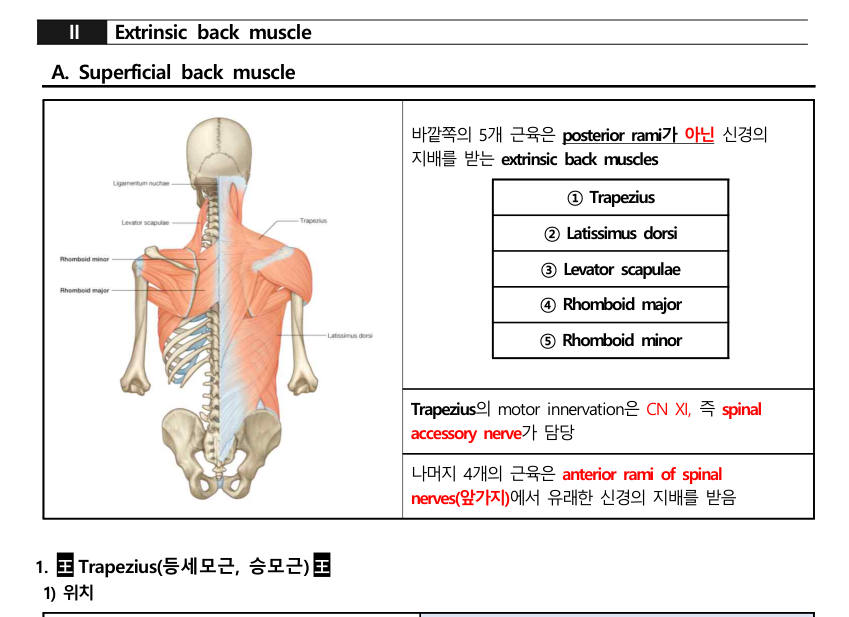 II Extrinsic back muscle
A. Superficial back muscle
Ligamentum nuchae
Levator scapulae
Trapezius
Rhomboid minor
Rhomboid major
Latissimus dorsi
바깥쪽의 5개 근육은 posterior rami가 아닌 신경의
지배를 받는 extrinsic back muscles
① Trapezius
② Latissimus dorsi
③ Levator scapulae
④ Rhomboid major
⑤ Rhomboid minor
Trapezius의 motor innervation은 CN XI, 즉 spinal
accessory nerve가 담당
나머지 4개의 근육은 anterior rami of spinal
nerves(앞가지)에서 유래한 신경의 지배를 받음
1. 王 Trapezius(등세모근, 승모근) 王
1) 위치